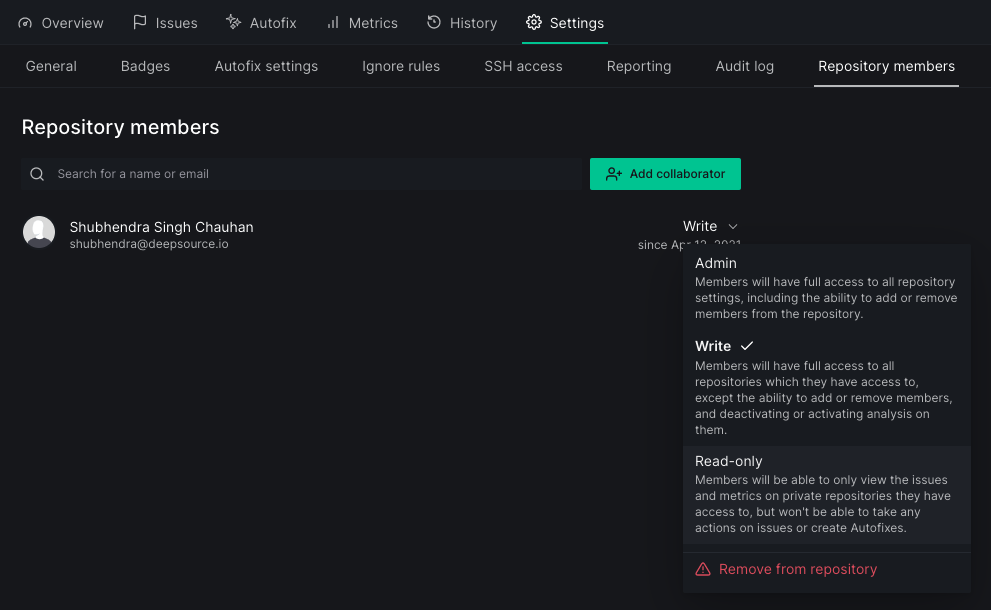 Overview Issues Autofix Metrics History Settings
General Badges Autofix settings Ignore rules SSH access Reporting Audit log Repository members
Repository members
Search for a name or email Add collaborator
Shubhendra Singh Chauhan Write
shubhendra@deepsource.io since Apr 12, 2021
Admin
Members will have full access to all repository
settings, including the ability to add or remove
members from the repository.
Write
Members will have full access to all
repositories which they have access to,
except the ability to add or remove members,
and deactivating or activating analysis on
them.
Read-only
Members will be able to only view the issues
and metrics on private repositories they have
access to, but won't be able to take any
actions on issues or create Autofixes.
Remove from repository